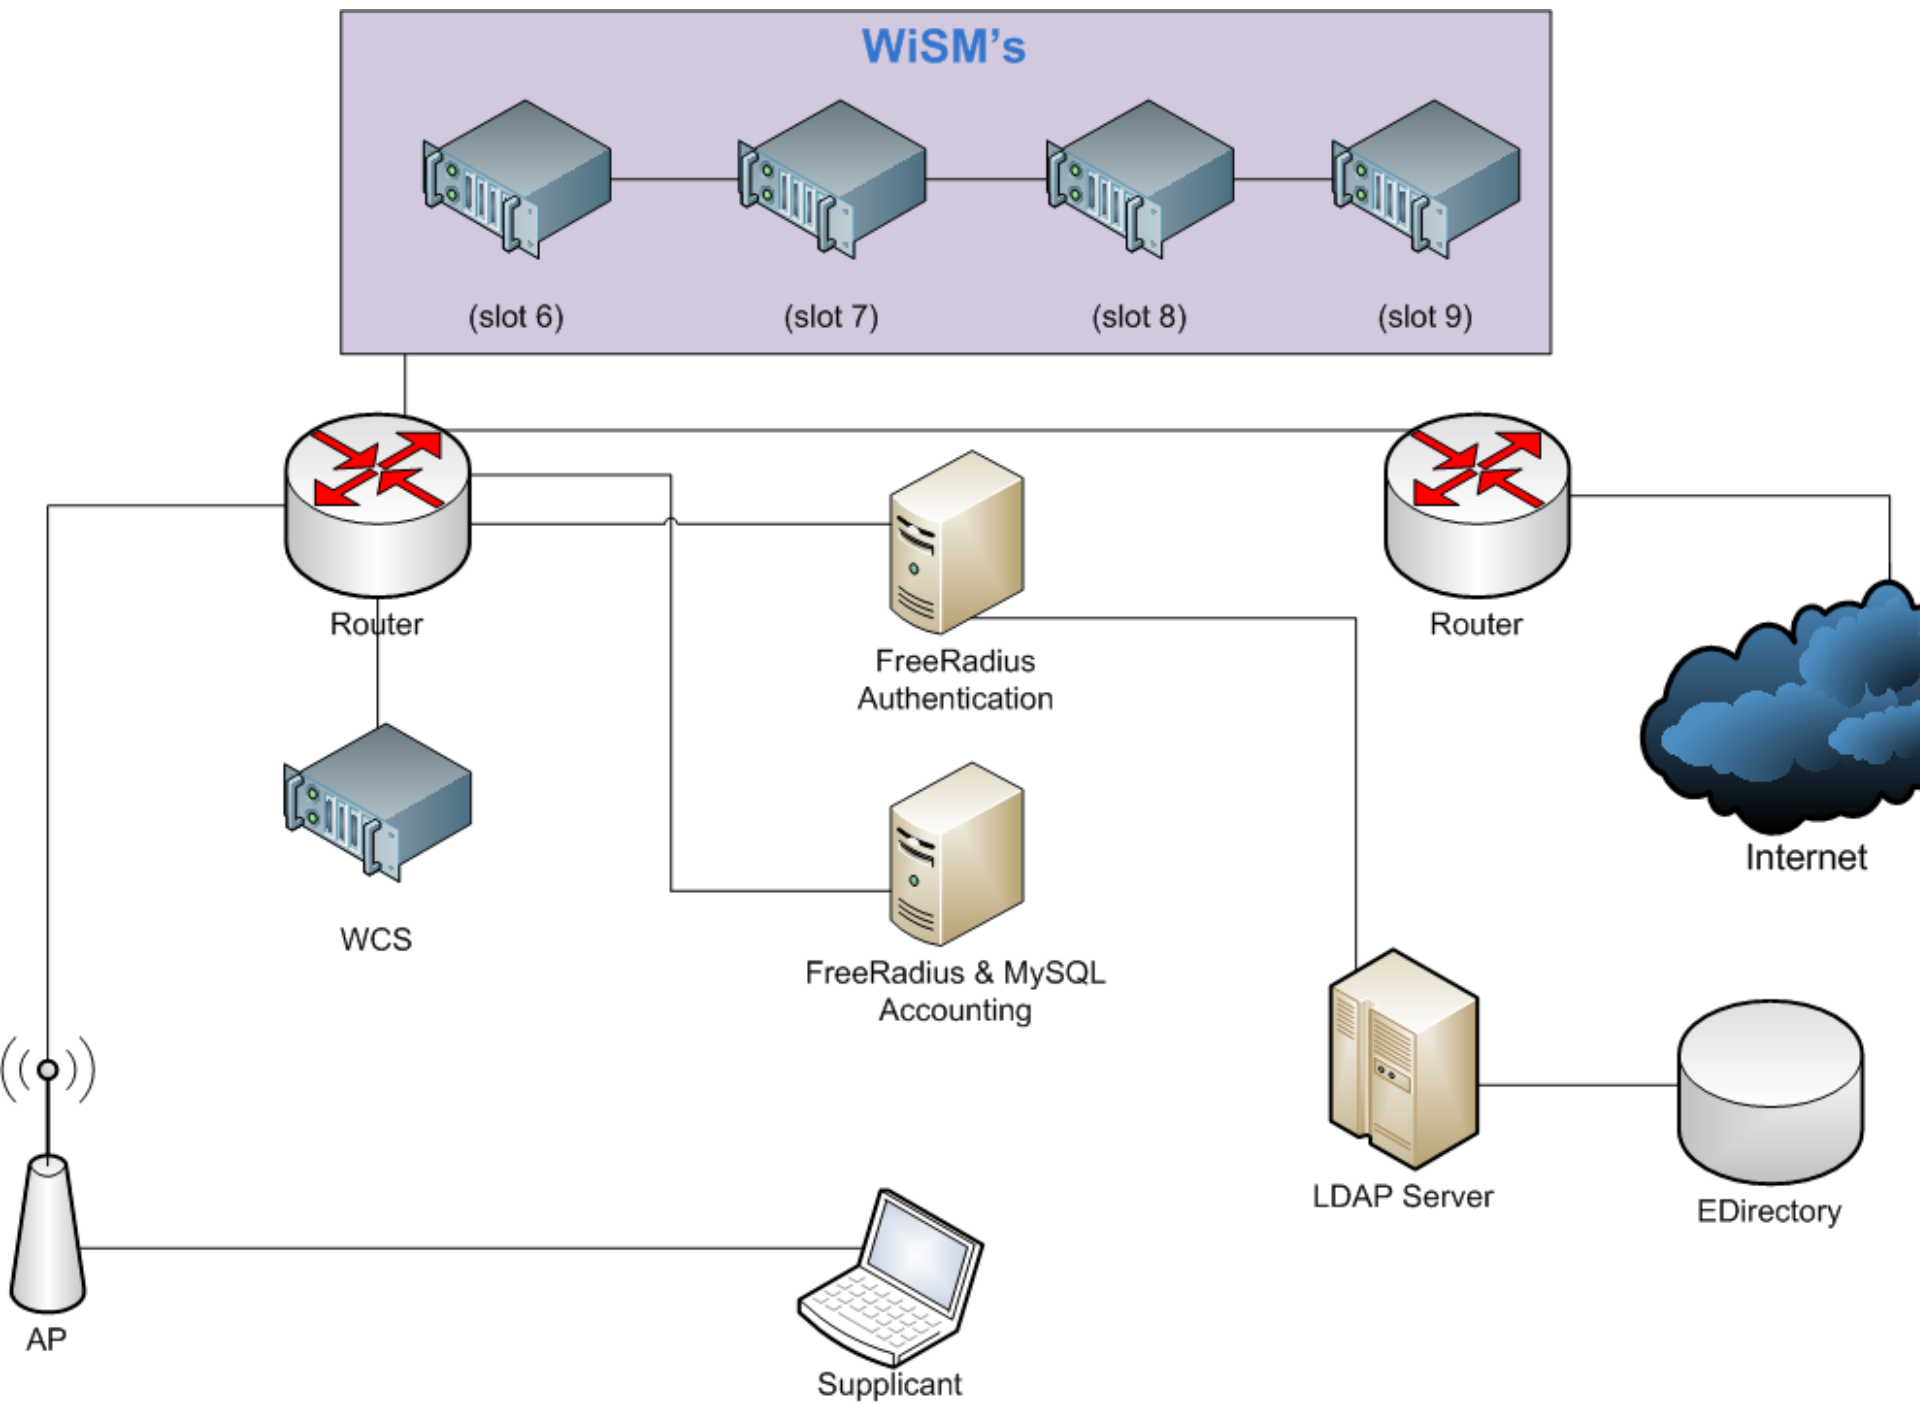 WiSM's
(slot 6)
(slot 7)
(slot 8)
(slot 9)
Router
Router
FreeRadius
Authentication
Internet
WCS
FreeRadius & MySQL
Accounting
LDAP Server
EDirectory
AP
Supplicant